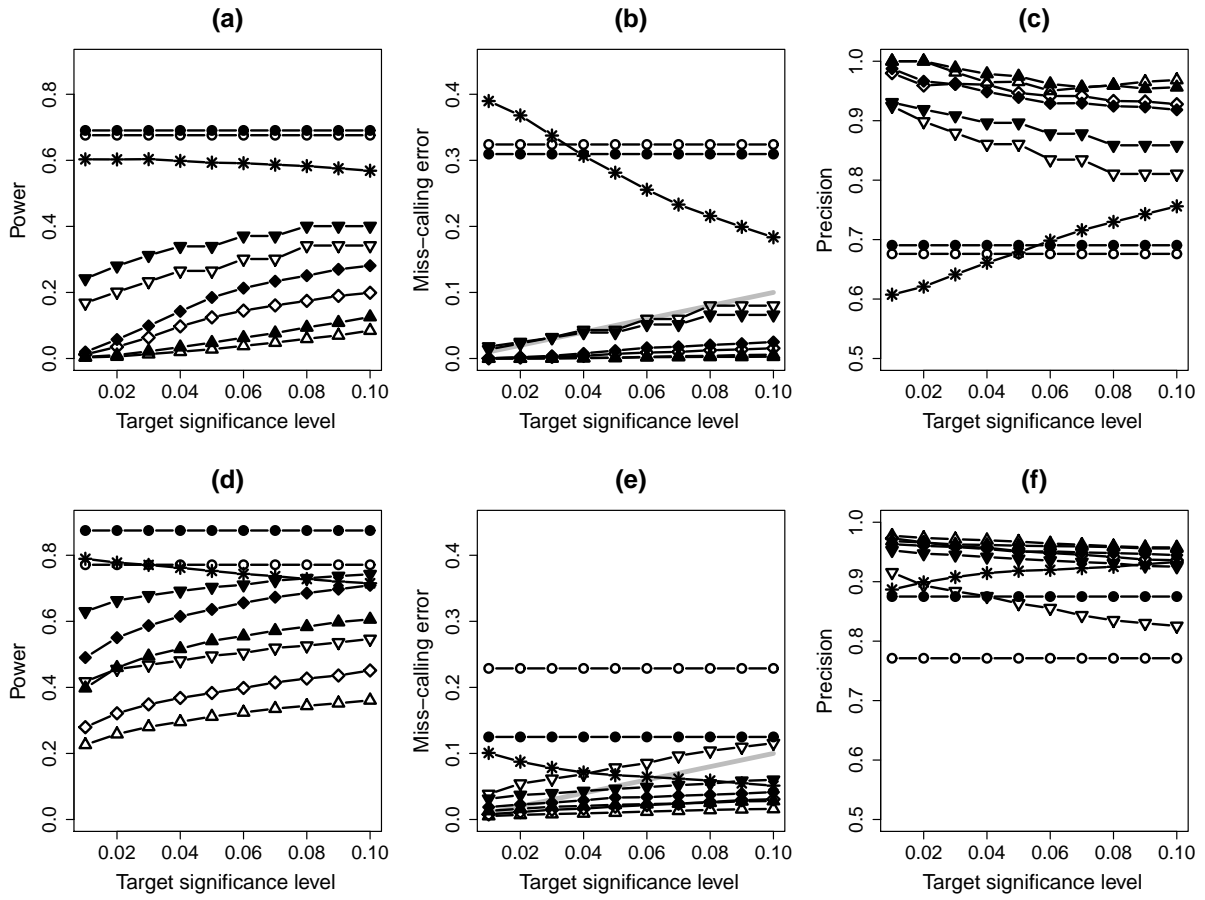 (a)
(b)
(c)
Power
0.0 0.2 0.4 0.6 0.8
0.02 0.04 0.06 0.08 0.10
Target significance level
Miss−calling error
0.0 0.1 0.2 0.3 0.4
0.02 0.04 0.06 0.08 0.10
Target significance level
Precision
0.5 0.6 0.7 0.8 0.9 1.0
0.02 0.04 0.06 0.08 0.10
Target significance level
(d)
(e)
(f)
Power
0.0 0.2 0.4 0.6 0.8
0.02 0.04 0.06 0.08 0.10
Target significance level
Miss−calling error
0.0 0.1 0.2 0.3 0.4
0.02 0.04 0.06 0.08 0.10
Target significance level
Precision
0.5 0.6 0.7 0.8 0.9 1.0
0.02 0.04 0.06 0.08 0.10
Target significance level